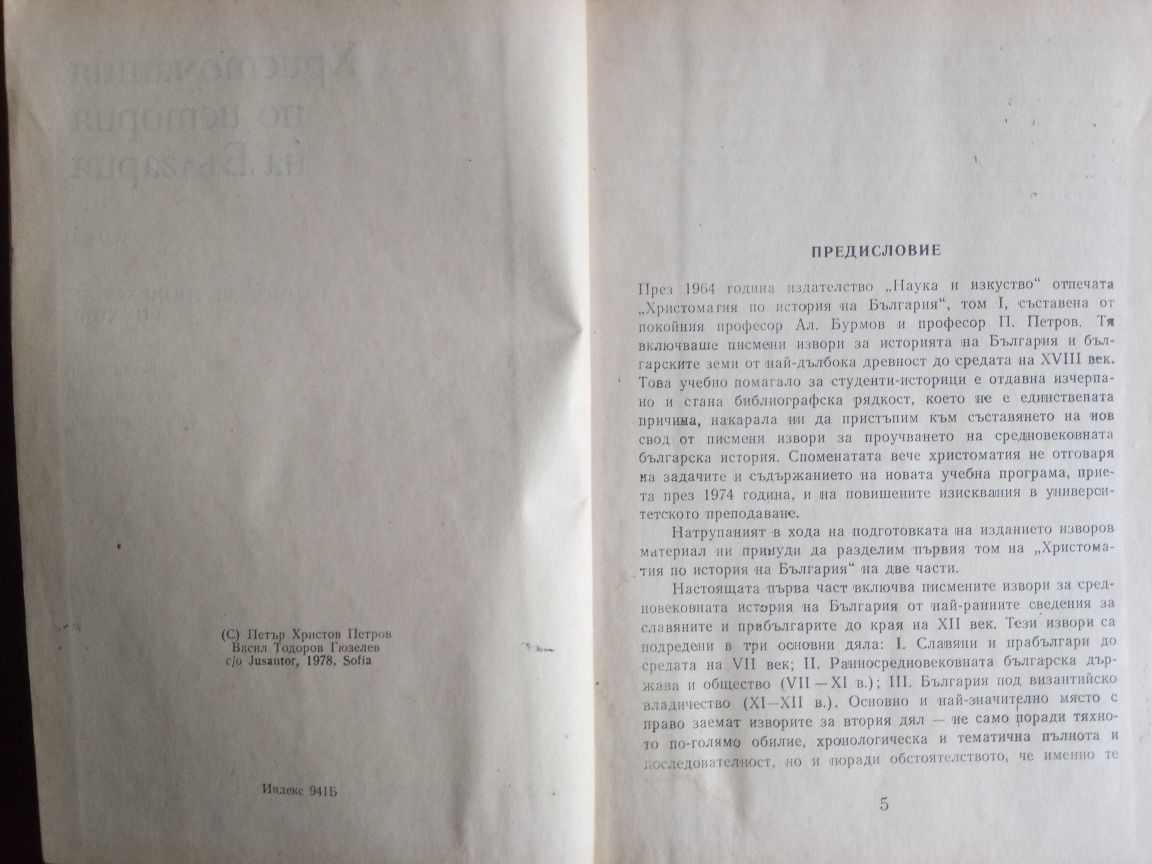 (С) Петър Христов Петров
Васил Тодоров Гюзелев
c/o Jusautor, 1978, Sofia
Индекс 941Б
ПРЕДИСЛОВИЕ
През 1964 година издателство „Наука и изкуство“ отпечата
„Христоматия по история на България“, том I, съставена от
покойния професор Ал. Бурмов и професор П. Петров. Тя
включваше писмени извори за историята на България и бъл-
гарските земи от най-дълбока древност до средата на XVIII век.
Това учебно помагало за студенти-историци е отдавна изчерпа-
но и стана библиографска рядкост, което не е единствената
причина, накарала ни да пристъпим към съставянето на нов
свод от писмени извори за проучването на средновековната
българска история. Споменатата вече христоматия не отговаря
на задачите и съдържанието на новата учебна програма, прие-
та през 1974 година, и на повишените изисквания в универси-
тетското преподаване.
Натрупаният в хода на подготовката на изданието изворов
материал ни принуди да разделим първия том на „Христома-
тия по история на България“ на две части.
Настоящата първа част включва писмените извори за сред-
новековната история на България от най-ранните сведения за
славяните и прабългарите до края на XII век. Тези извори са
подредени в три основни дяла: I. Славяни и прабългари до
средата на VII век; II. Ранносредновековната българска дър-
жава и общество (VII — XI в.); III. България под византийско
владичество (XI—XII в.). Основно и най-значително място с
право заемат изворите за втория дял — не само поради тяхно-
то по-голямо обилие, хронологическа и тематична пълнота и
последователност, но и поради обстоятелството, че именно те
5